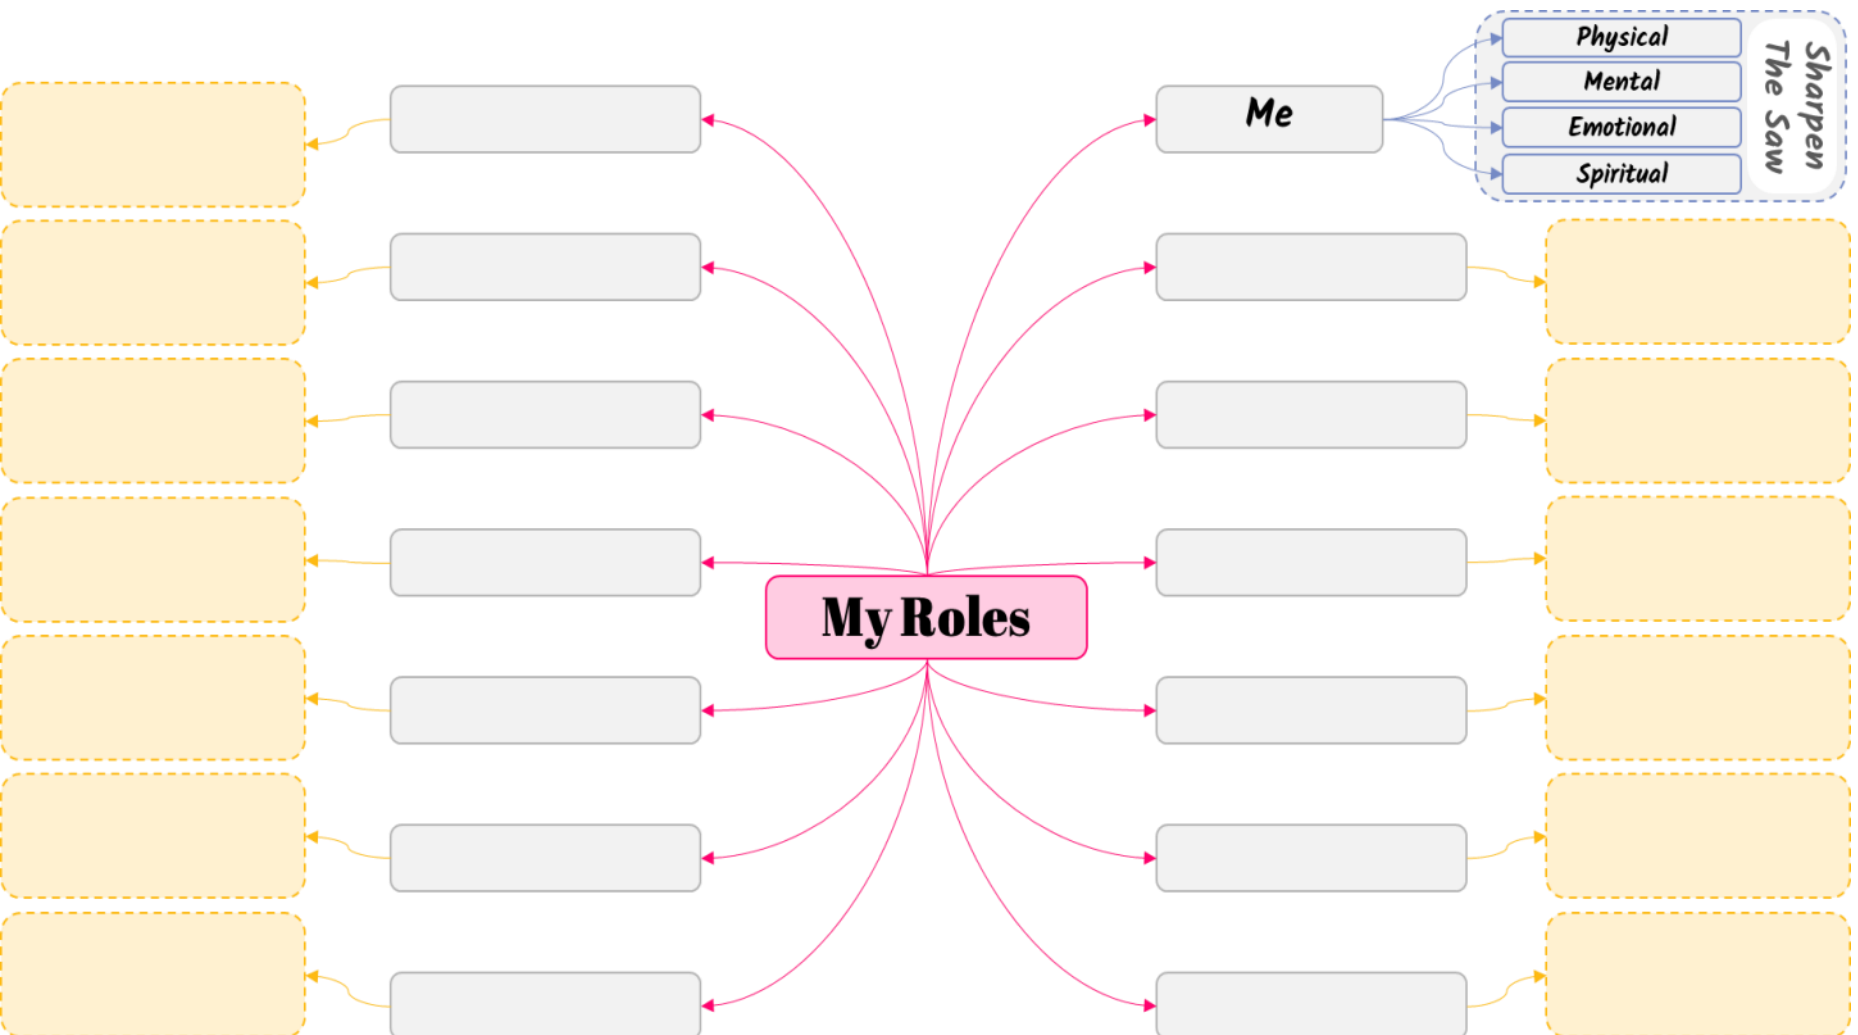 Me
Physical
Mental
Emotional
Spiritual
Sharpen
The Saw
My Roles